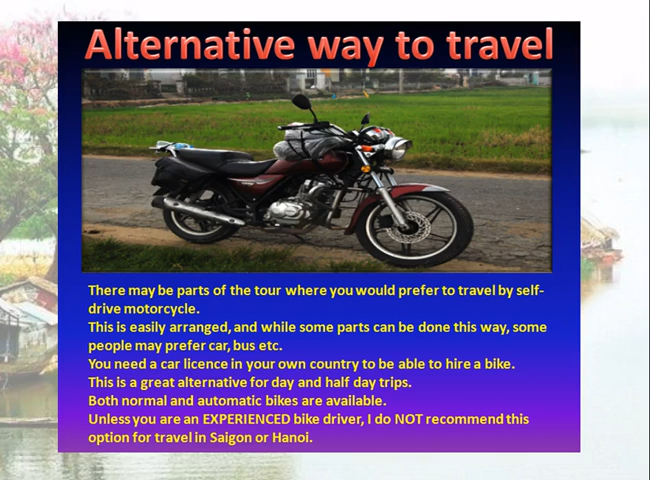 Alternative way to travel
There may be parts of the tour where you would prefer to travel by self-
drive motorcycle.
This is easily arranged, and while some parts can be done this way, some
people may prefer car, bus etc.
You need a car licence in your own country to be able to hire a bike.
This is a great alternative for day and half day trips.
Both normal and automatic bikes are available.
Unless you are an EXPERIENCED bike driver, I do NOT recommend this
option for travel in Saigon or Hanoi.